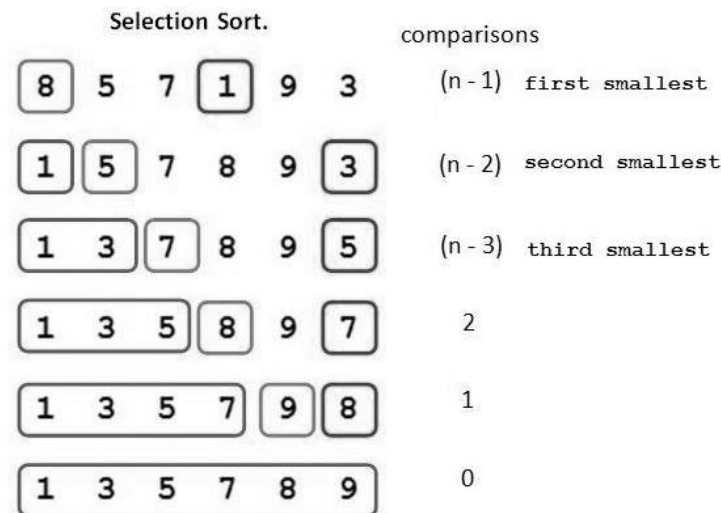 Selection Sort.
comparisons
8 5 7 1 9 3 (n - 1) first smallest
1 5 7 8 9 3 (n - 2) second smallest
1 3 7 8 9 5 (n - 3) third smallest
1 3 5 8 9 7 2
1 3 5 7 9 8 1
1 3 5 7 8 9 0